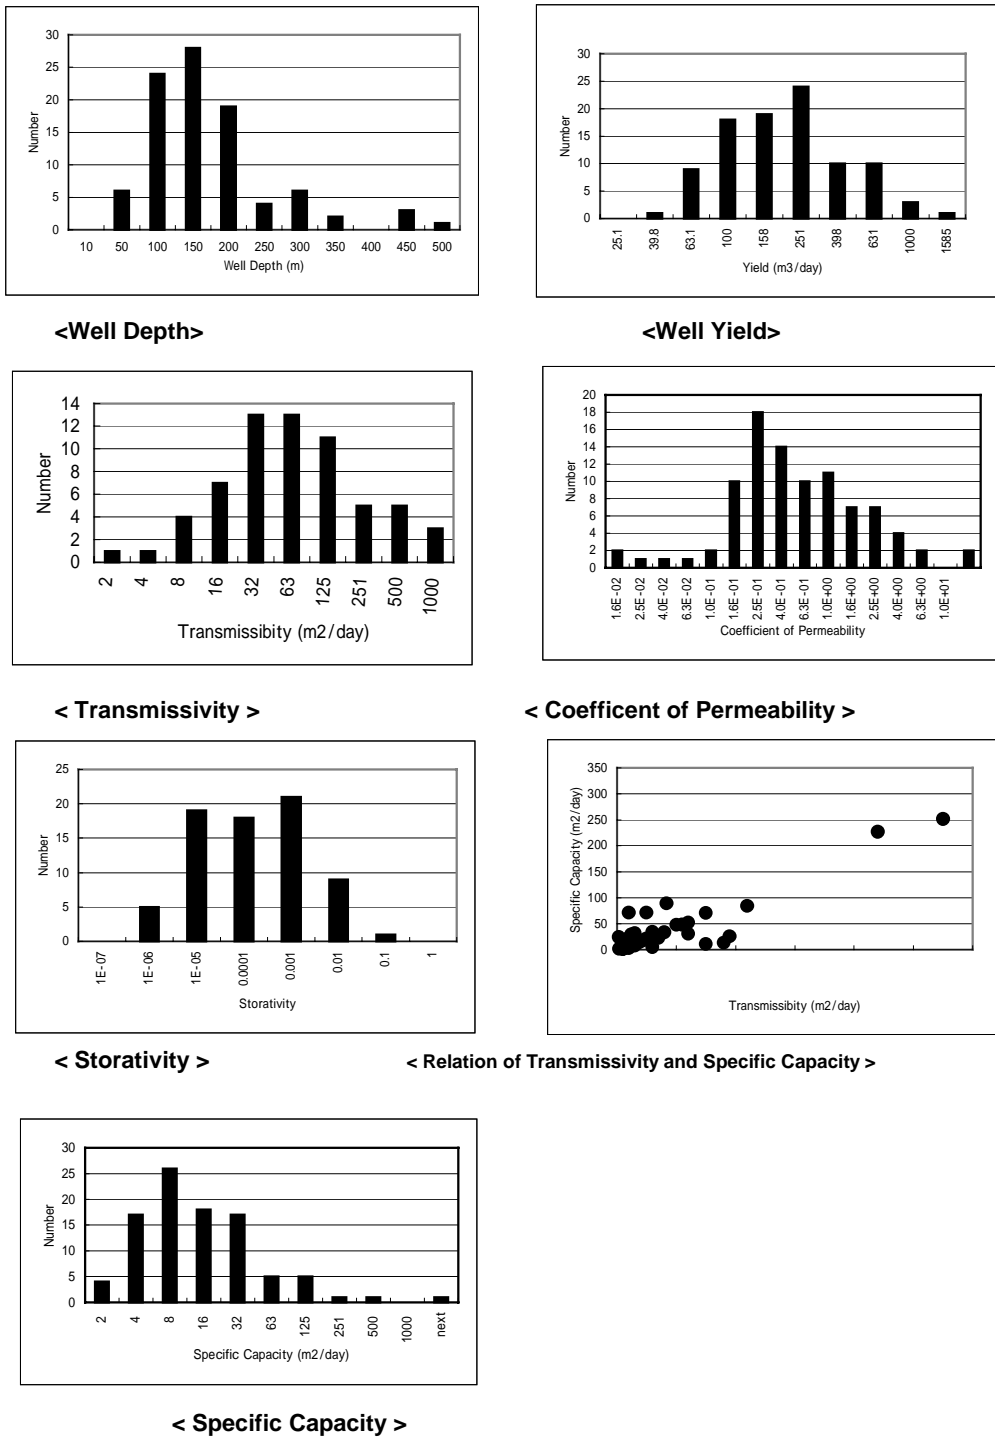 30
25
20
15
10
5
0
Number
10 50 100 150 200 250 300 350 400 450 500
Well Depth (m)
<Well Depth>
30
25
20
15
10
5
0
Number
25.1 39.8 63.1 100 158 251 398 631 1000 1585
Yield (m3/day)
<Well Yield>
14
12
10
8
6
4
2
0
Number
2 4 8 16 32 63 125 251 500 1000
Transmissibity (m2/day)
< Transmissivity >
20
18
16
14
12
10
8
6
4
2
0
Number
1.6E-02 2.5E-02 4.0E-02 6.3E-02 1.0E-01 1.6E-01 2.5E-01 4.0E-01 6.3E-01 1.0E+00 1.6E+00 2.5E+00 4.0E+00 6.3E+00 1.0E+01
Coefficient of Permeability
< Coefficent of Permeability >
25
20
15
10
5
0
Number
1E-07 1E-06 1E-05 0.0001 0.001 0.01 0.1 1
Storativity
< Storativity >
350
300
250
200
150
100
50
0
Specific Capacity (m2/day)
Transmissibity (m2/day)
< Relation of Transmissivity and Specific Capacity >
30
25
20
15
10
5
0
Number
2 4 8 16 32 63 125 251 500 1000 next
Specific Capacity (m2/day)
< Specific Capacity >